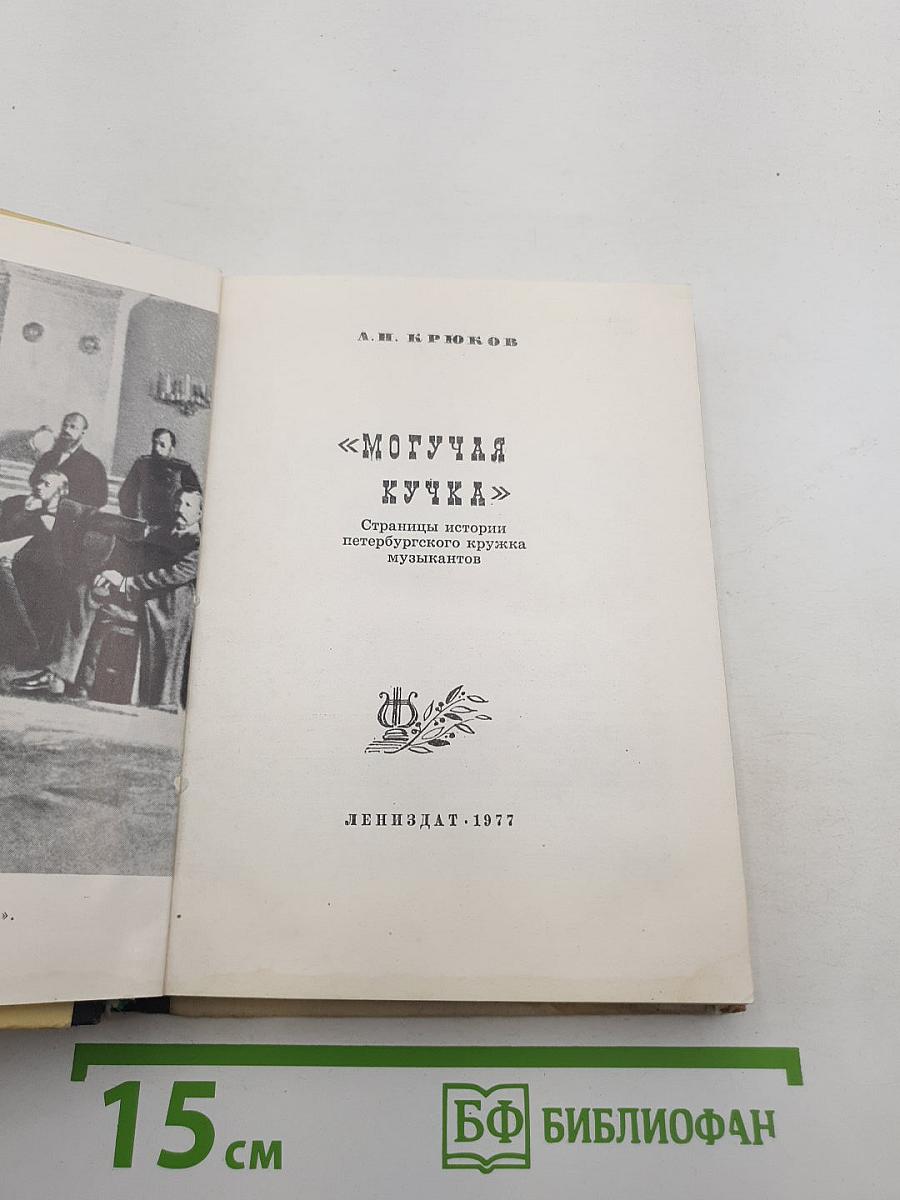 А. Н. КРЮКОВ
«МОГУЧАЯ
КУЧКА»
Страницы истории
петербургского кружка
музыкантов
ЛЕНИЗДАТ · 1977
».
15 см
БФ БИБЛИОФАН